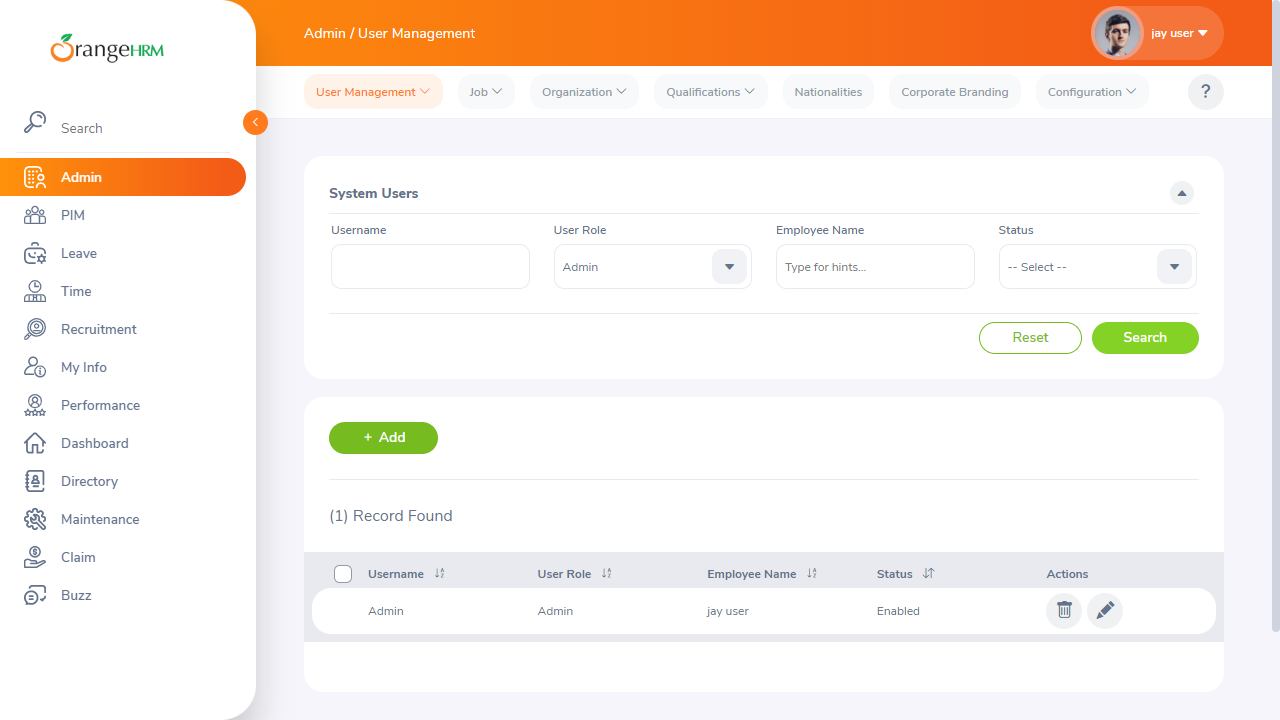 OrangeHRM
Search
Admin
PIM
Leave
Time
Recruitment
My Info
Performance
Dashboard
Directory
Maintenance
Claim
Buzz
Admin / User Management
jay user
User Management
Job
Organization
Qualifications
Nationalities
Corporate Branding
Configuration
?
System Users
Username
User Role
Employee Name
Status
Admin
Type for hints...
-- Select --
Reset
Search
+ Add
(1) Record Found
Username
User Role
Employee Name
Status
Actions
Admin
Admin
jay user
Enabled